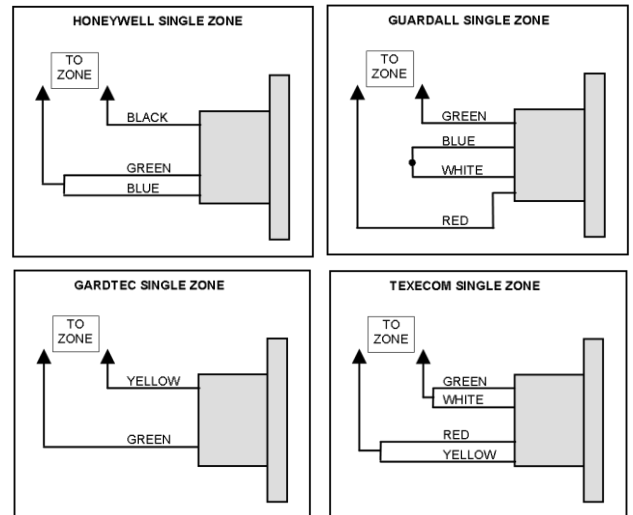 HONEYWELL SINGLE ZONE
TO
ZONE
BLACK
GREEN
BLUE
GUARDALL SINGLE ZONE
TO
ZONE
GREEN
BLUE
WHITE
RED
GARDTEC SINGLE ZONE
TO
ZONE
YELLOW
GREEN
TEXECOM SINGLE ZONE
TO
ZONE
GREEN
WHITE
RED
YELLOW